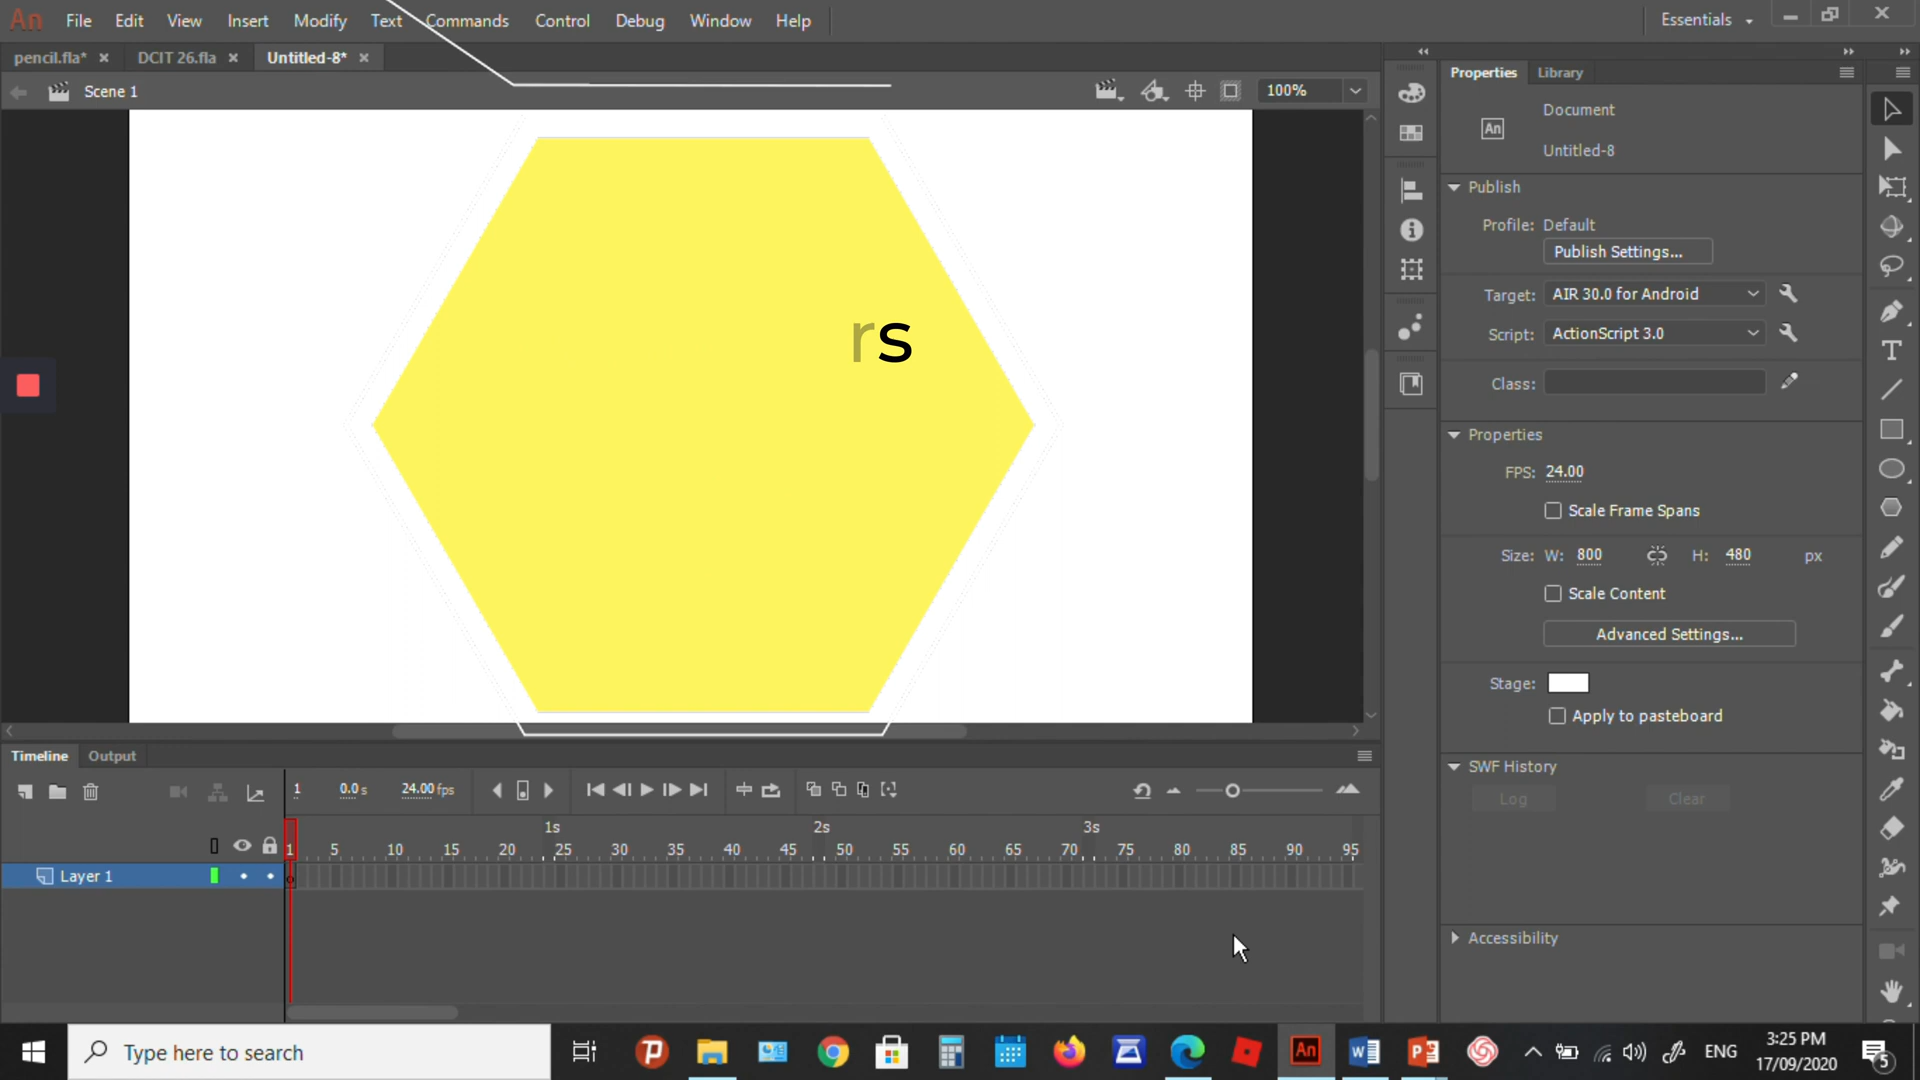 An File Edit View Insert Modify Text Commands Control Debug Window Help
Essentials
pencil.fla* × DCIT 26.fla × Untitled-8* ×
Scene 1
100%
Properties Library
Document
An
Untitled-8
Publish
Profile: Default
Publish Settings...
Target: AIR 30.0 for Android
Script: ActionScript 3.0
Class:
rs
Properties
FPS: 24.00
Scale Frame Spans
Size: W: 800 H: 480 px
Scale Content
Advanced Settings...
Stage:
Apply to pasteboard
SWF History
Log Clear
Accessibility
Timeline Output
1 0.0 s 24.00 fps
1s 2s 3s
1 5 10 15 20 25 30 35 40 45 50 55 60 65 70 75 80 85 90 95
Layer 1
Type here to search
An
ENG
3:25 PM
17/09/2020
5